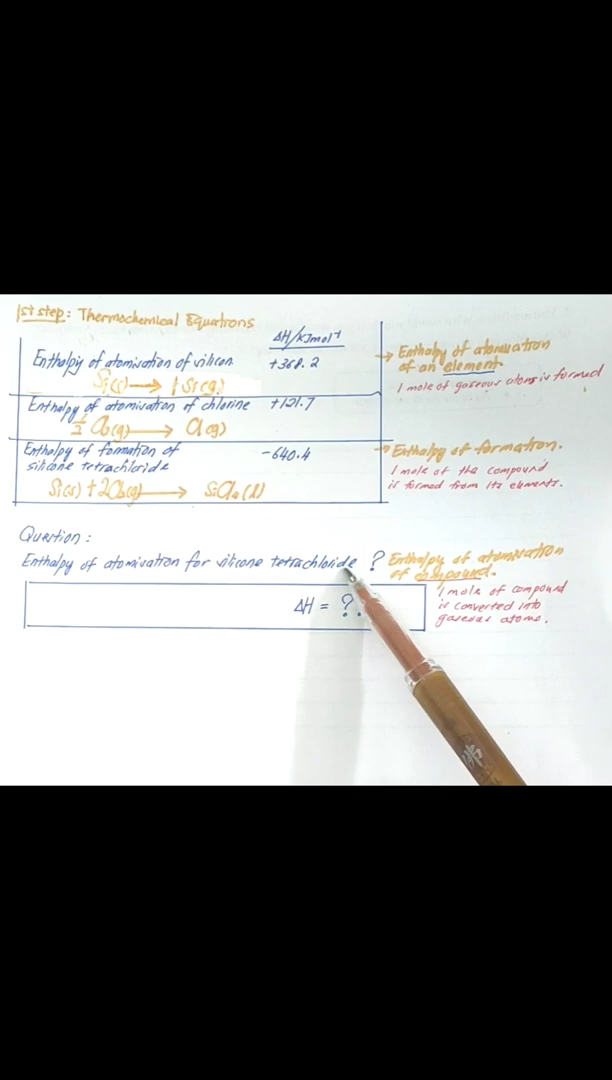 1st step: Thermochemical Equations
ΔH/kJmol⁻¹
Enthalpy of atomisation of silicon +368.2
Si(s) → 1 Si(g)
Enthalpy of atomisation of chlorine +121.7
½ Cl₂(g) → Cl(g)
Enthalpy of formation of -640.4
silicone tetrachloride
Si(s) + 2Cl₂(g) → SiCl₄(l)
→ Enthalpy of atomisation
of an element
1 mole of gaseous atoms is formed
→ Enthalpy of formation.
1 mole of the compound
is formed from its elements.
Question:
Enthalpy of atomisation for silicone tetrachloride ?
ΔH = ?
Enthalpy of atomisation
of compound.
1 mole of compound
is converted into
gaseous atoms.
佛